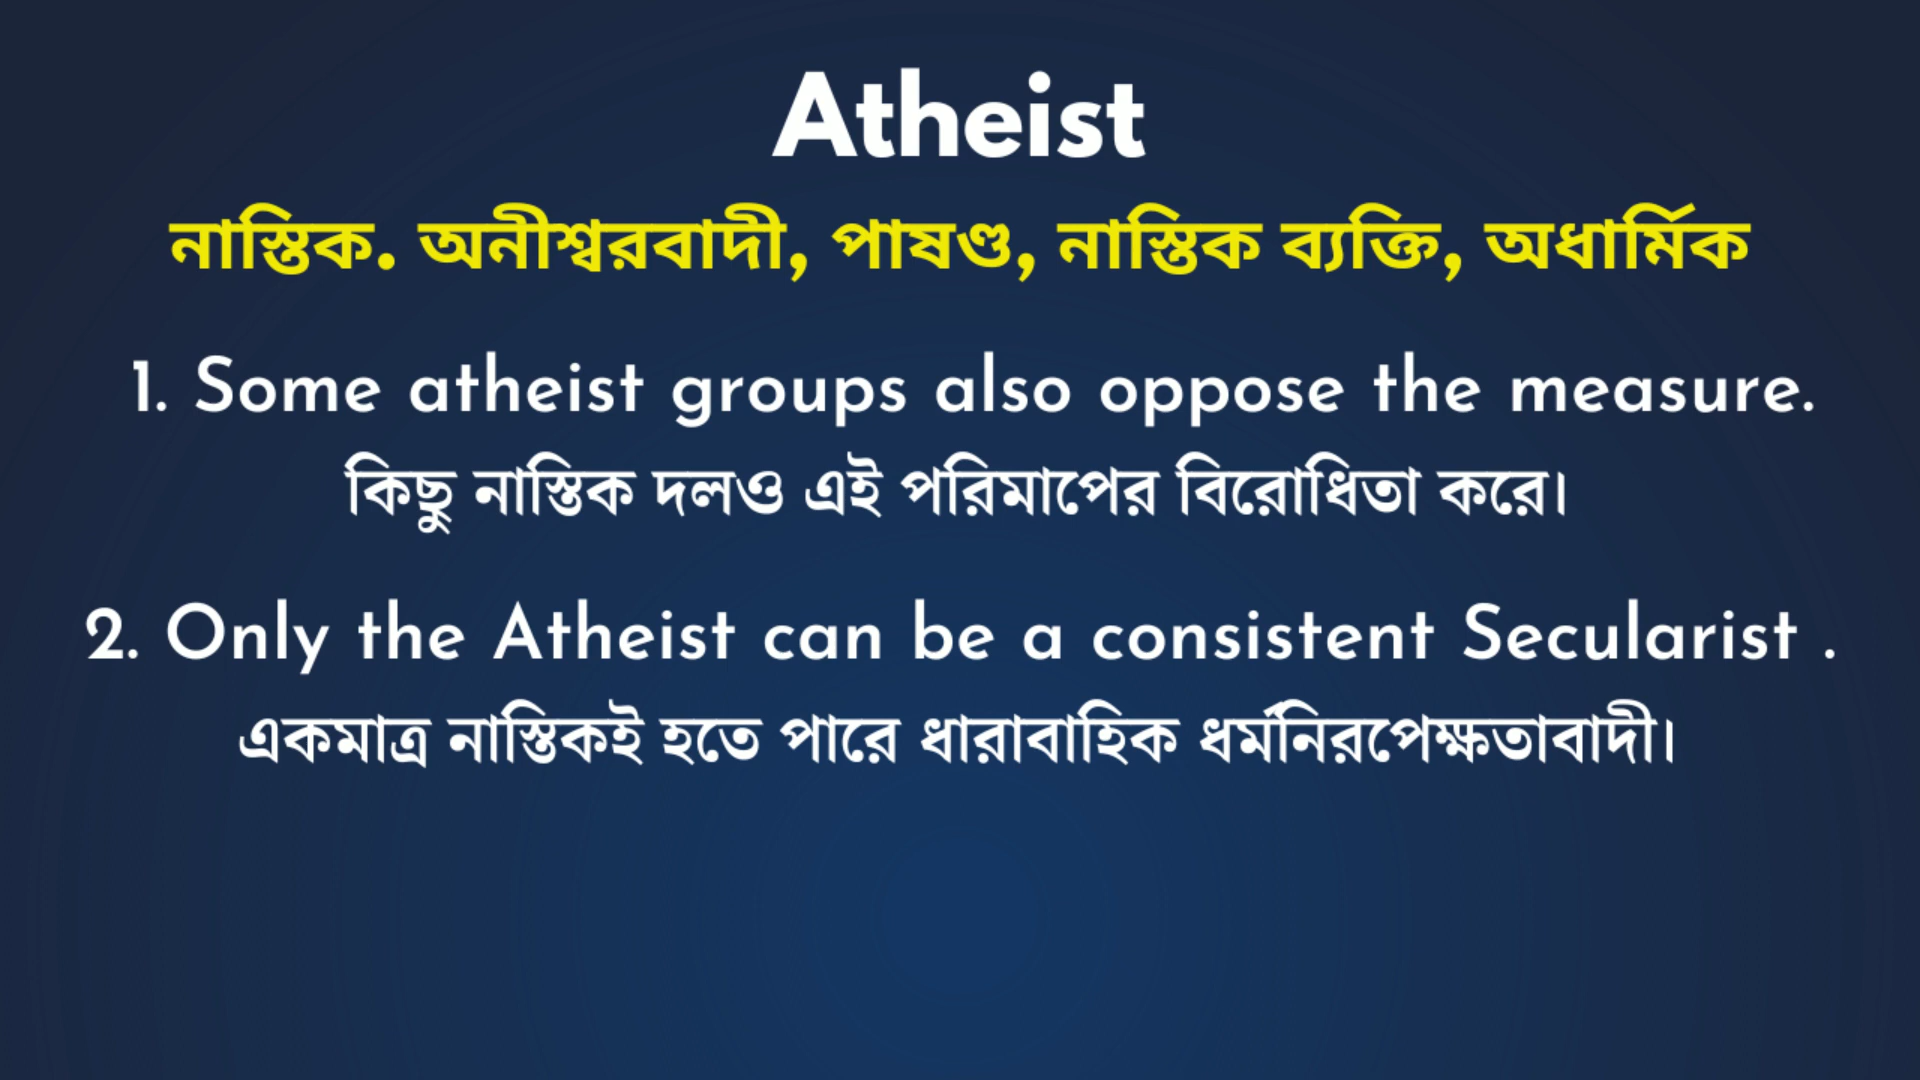 Atheist
নাস্তিক. অনীশ্বরবাদী, পাষণ্ড, নাস্তিক ব্যক্তি, অধার্মিক
1. Some atheist groups also oppose the measure.
কিছু নাস্তিক দলও এই পরিমাপের বিরোধিতা করে।
2. Only the Atheist can be a consistent Secularist .
একমাত্র নাস্তিকই হতে পারে ধারাবাহিক ধর্মনিরপেক্ষতাবাদী।